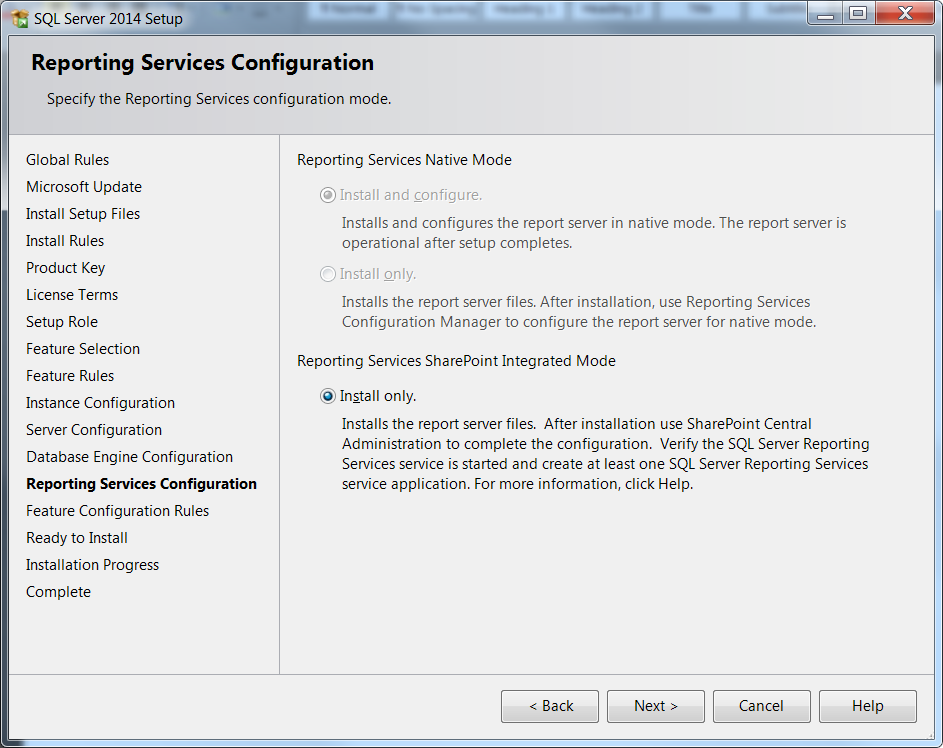 SQL Server 2014 Setup
Reporting Services Configuration
Specify the Reporting Services configuration mode.
Global Rules
Microsoft Update
Install Setup Files
Install Rules
Product Key
License Terms
Setup Role
Feature Selection
Feature Rules
Instance Configuration
Server Configuration
Database Engine Configuration
Reporting Services Configuration
Feature Configuration Rules
Ready to Install
Installation Progress
Complete
Reporting Services Native Mode
Install and configure.
Installs and configures the report server in native mode. The report server is
operational after setup completes.
Install only.
Installs the report server files. After installation, use Reporting Services
Configuration Manager to configure the report server for native mode.
Reporting Services SharePoint Integrated Mode
Install only.
Installs the report server files.  After installation use SharePoint Central
Administration to complete the configuration.  Verify the SQL Server Reporting
Services service is started and create at least one SQL Server Reporting Services
service application. For more information, click Help.
< Back
Next >
Cancel
Help